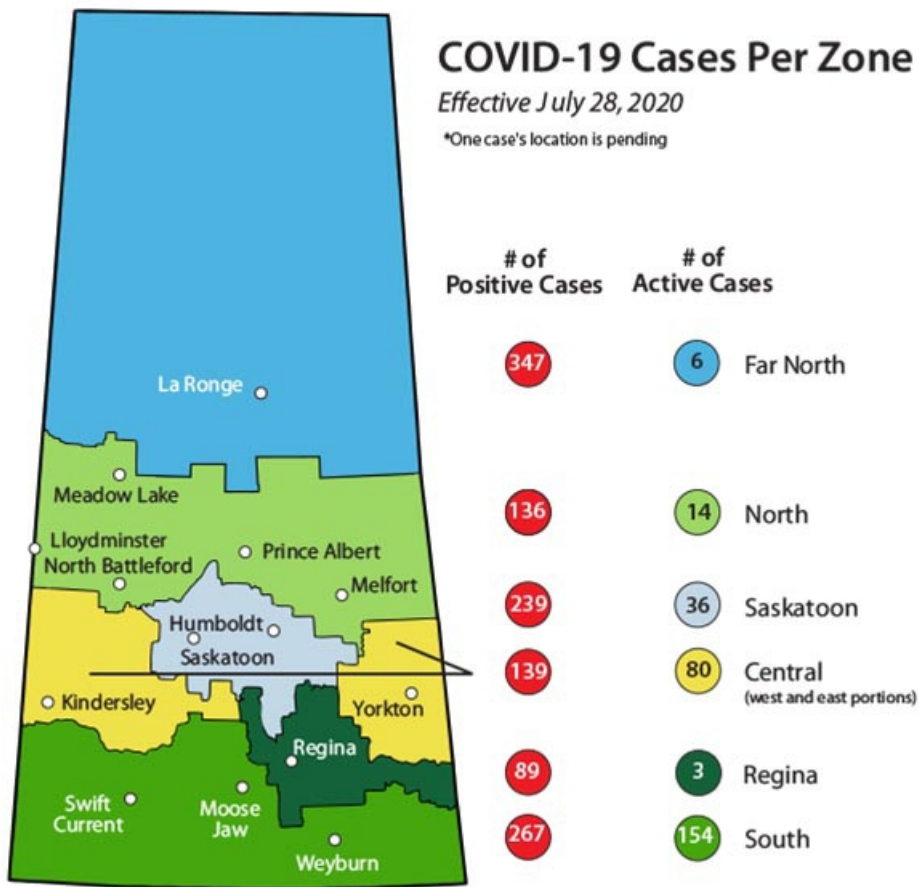 COVID-19 Cases Per Zone
Effective July 28, 2020
*One case's location is pending
# of
Positive Cases
# of
Active Cases
347
6
Far North
136
14
North
239
36
Saskatoon
139
80
Central
(west and east portions)
89
3
Regina
267
154
South
La Ronge
Meadow Lake
Lloydminster
North Battleford
Prince Albert
Melfort
Humboldt
Saskatoon
Kindersley
Yorkton
Regina
Swift
Current
Moose
Jaw
Weyburn